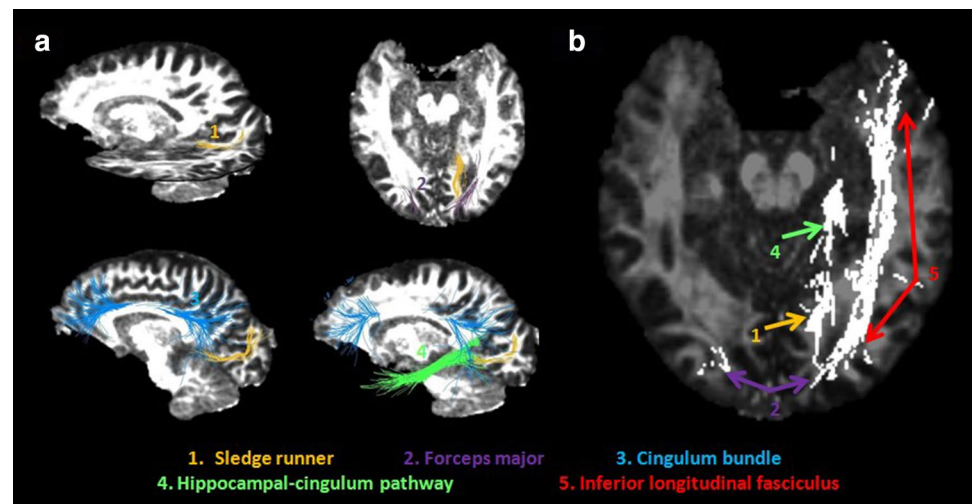 a
b
1
2
3
4
4
1
5
2
1. Sledge runner 2. Forceps major 3. Cingulum bundle
4. Hippocampal-cingulum pathway 5. Inferior longitudinal fasciculus